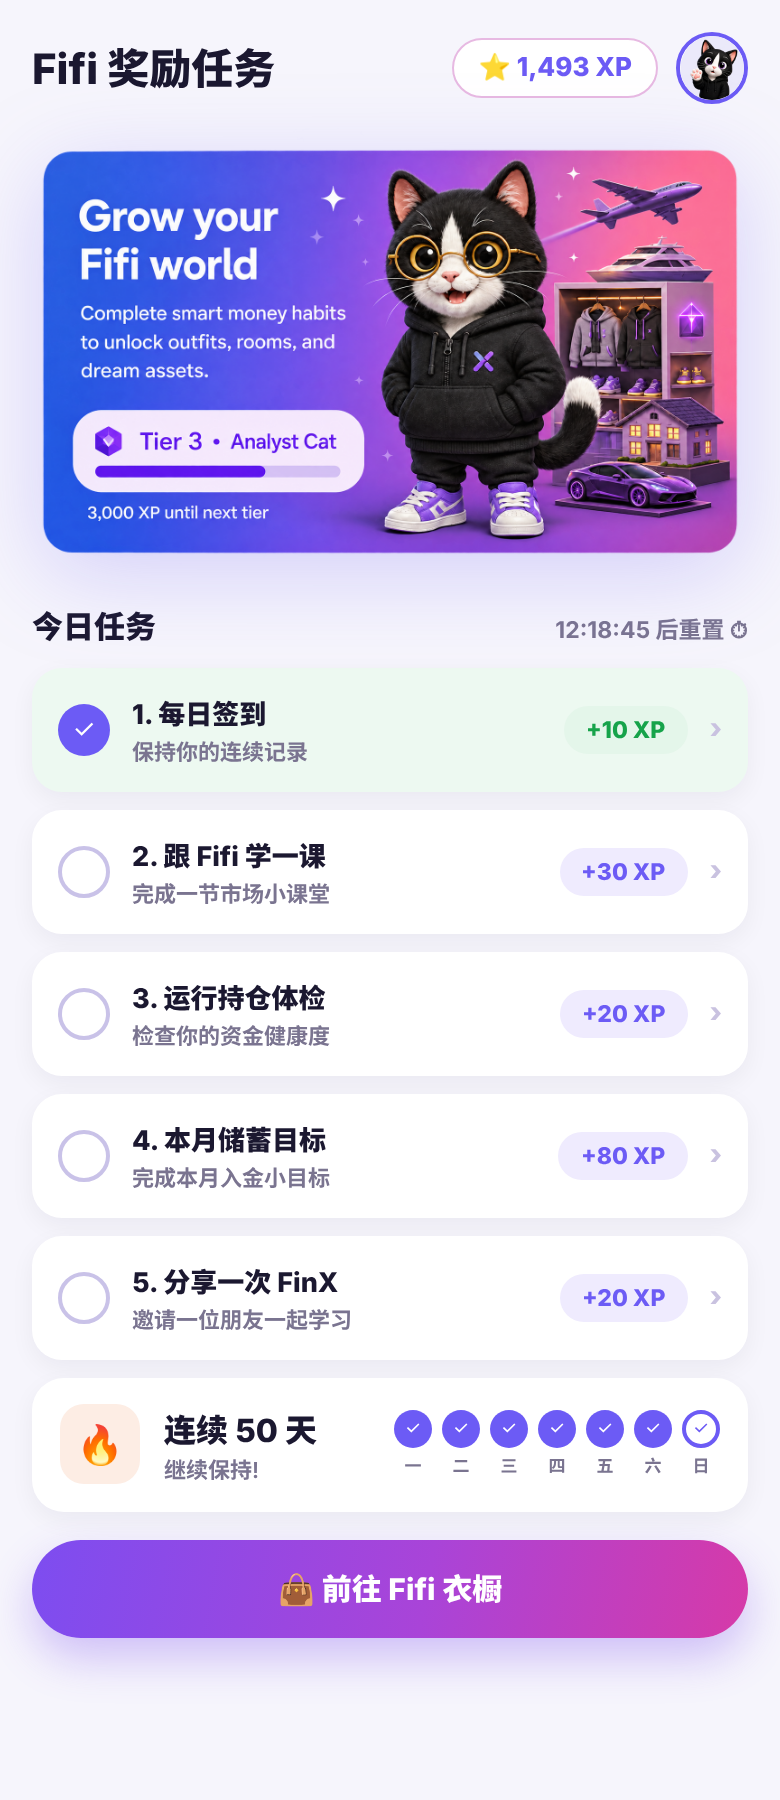 Fifi 奖励任务
⭐ 1,493 XP
Grow your
Fifi world
Complete smart money habits
to unlock outfits, rooms, and
dream assets.
Tier 3 • Analyst Cat
3,000 XP until next tier
今日任务
12:18:45 后重置 ⏱
1. 每日签到
保持你的连续记录
+10 XP
2. 跟 Fifi 学一课
完成一节市场小课堂
+30 XP
3. 运行持仓体检
检查你的资金健康度
+20 XP
4. 本月储蓄目标
完成本月入金小目标
+80 XP
5. 分享一次 FinX
邀请一位朋友一起学习
+20 XP
连续 50 天
继续保持!
一 二 三 四 五 六 日
👜 前往 Fifi 衣橱